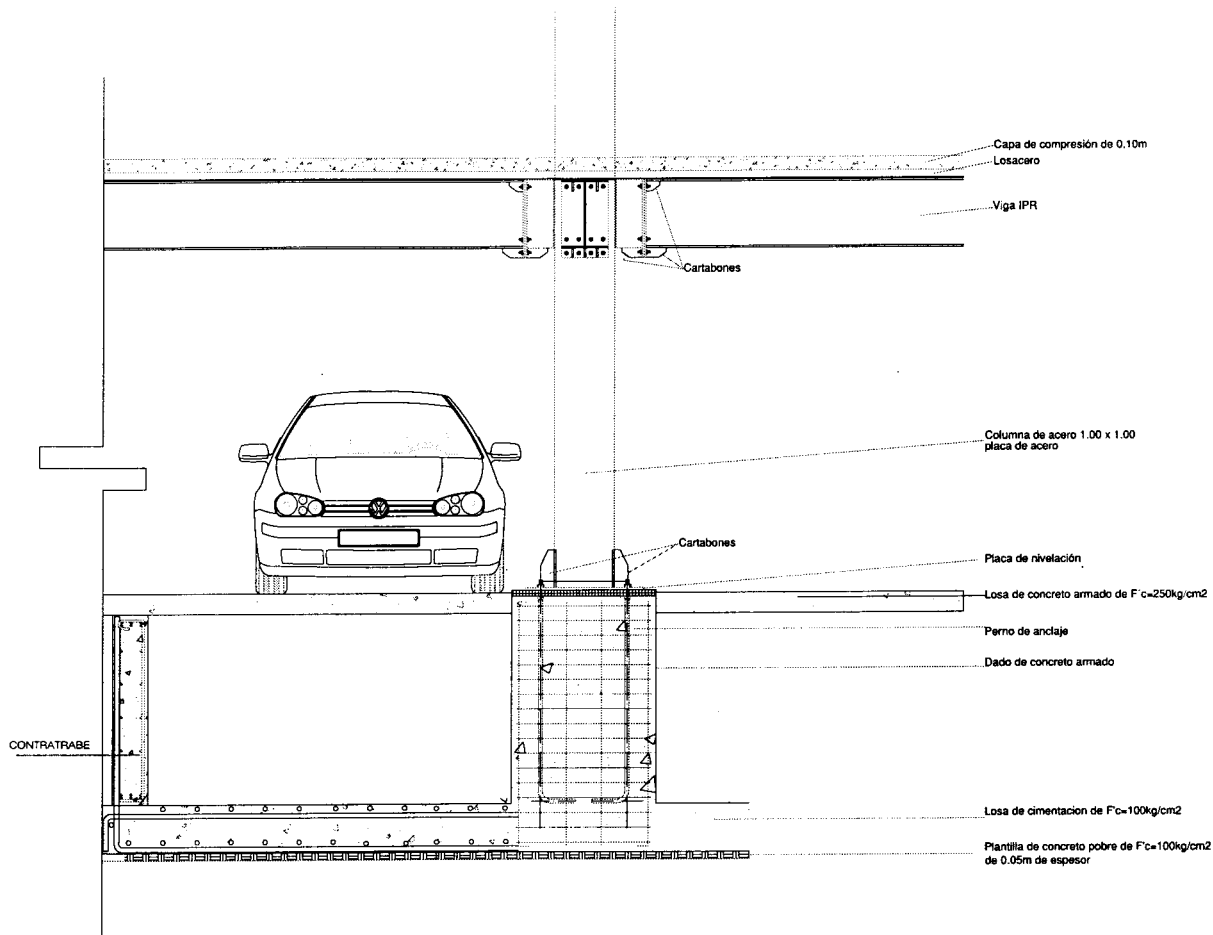 Capa de compresión de 0.10m
Losacero
Viga IPR
Cartabones
Columna de acero 1.00 x 1.00
placa de acero
Cartabones
Placa de nivelación
Losa de concreto armado de F´c=250kg/cm2
Perno de anclaje
Dado de concreto armado
CONTRATRABE
Losa de cimentacion de F'c=100kg/cm2
Plantilla de concreto pobre de F'c=100kg/cm2
de 0.05m de espesor